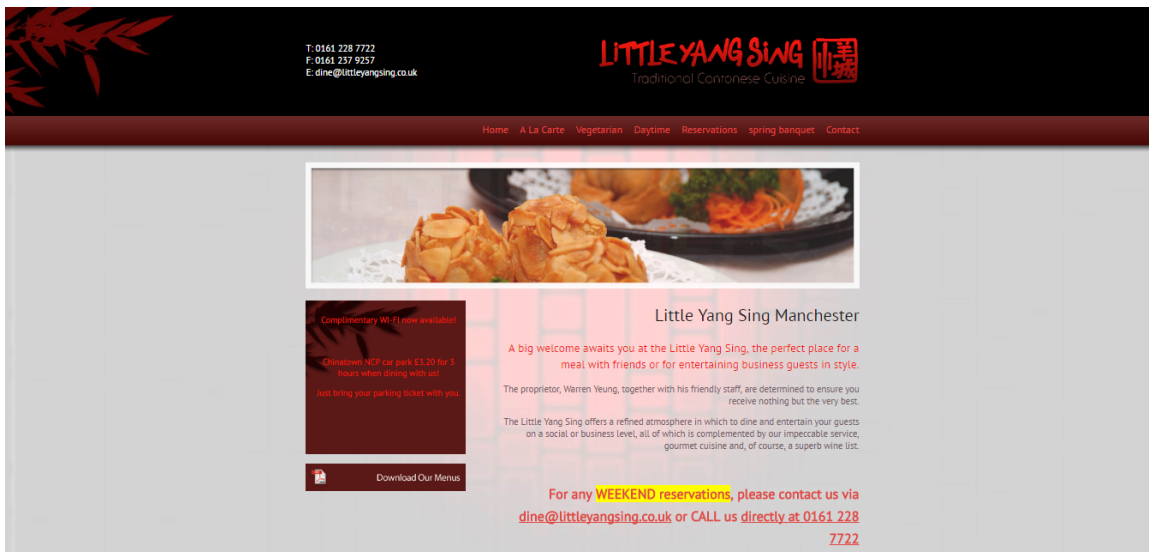 T: 0161 228 7722
F: 0161 237 9257
E: dine@littleyangsing.co.uk
LiTTLE YANG SiNG
Traditional Cantonese Cuisine
羊城小
Home A La Carte Vegetarian Daytime Reservations spring banquet Contact
Complimentary WI-FI now available!
Chinatown NCP car park £3.20 for 3
hours when dining with us!
Just bring your parking ticket with you.
Download Our Menus
Little Yang Sing Manchester
A big welcome awaits you at the Little Yang Sing, the perfect place for a
meal with friends or for entertaining business guests in style.
The proprietor, Warren Yeung, together with his friendly staff, are determined to ensure you
receive nothing but the very best.
The Little Yang Sing offers a refined atmosphere in which to dine and entertain your guests
on a social or business level, all of which is complemented by our impeccable service,
gourmet cuisine and, of course, a superb wine list.
For any WEEKEND reservations, please contact us via
dine@littleyangsing.co.uk or CALL us directly at 0161 228
7722